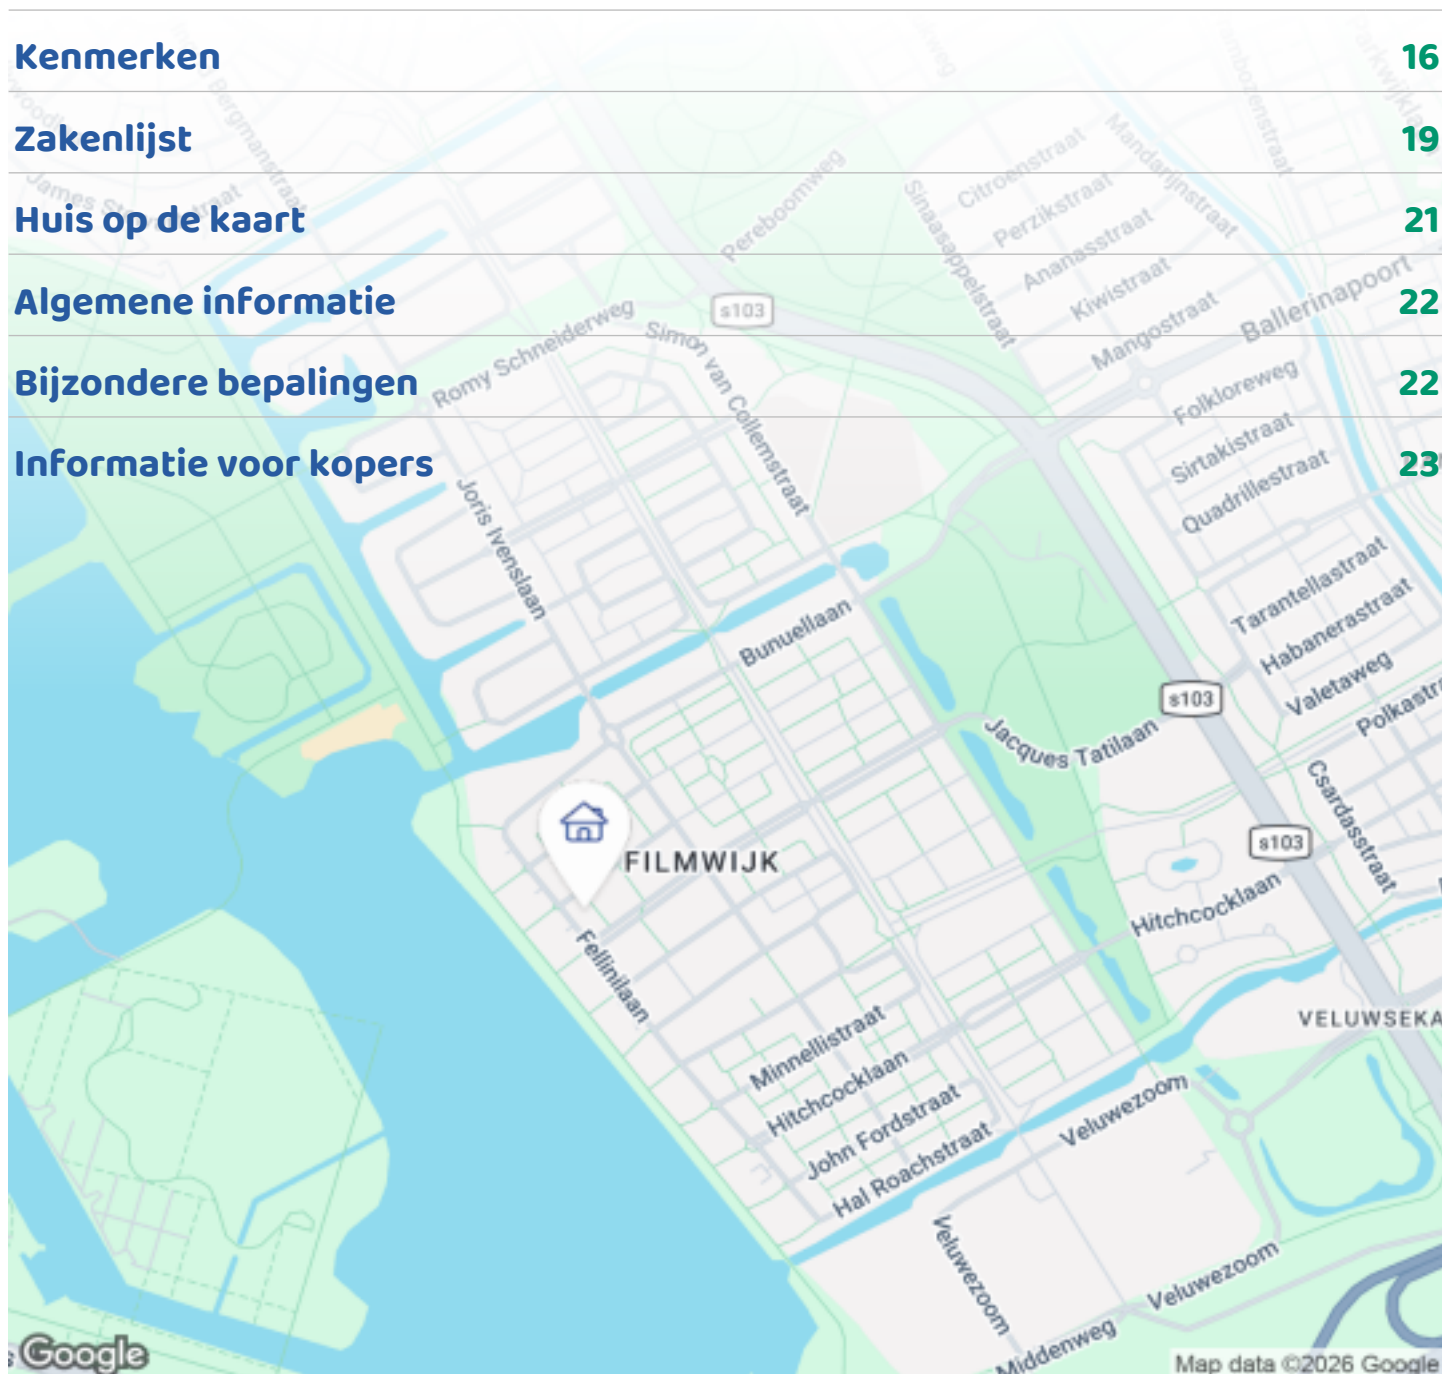 Kenmerken 16
Zakenlijst 19
Huis op de kaart 21
Algemene informatie 22
Bijzondere bepalingen 22
Informatie voor kopers 23
Bergmanstraat
Pereboomweg
Sinaasappelstraat
Citroenstraat
Perzikstraat
Ananasstraat
Kiwistraat
Mangostraat
Mandarijnstraat
Ballerinapoort
s103
Romy Schneiderweg
Simon van Collemstraat
Folkloreweg
Sirtakistraat
Quadrillestraat
Joris Ivenslaan
Tarantellastraat
Habanerastraat
Valetaweg
Bunuellaan
s103
Jacques Tatilaan
Csardasstraat
s103
FILMWIJK
Hitchcocklaan
Fellinilaan
VELUWSEKA
Minnellistraat
Hitchcocklaan
John Fordstraat
Hal Roachstraat
Veluwezoom
Veluwezoom
Veluwezoom
Middenweg
Google
Map data ©2026 Google